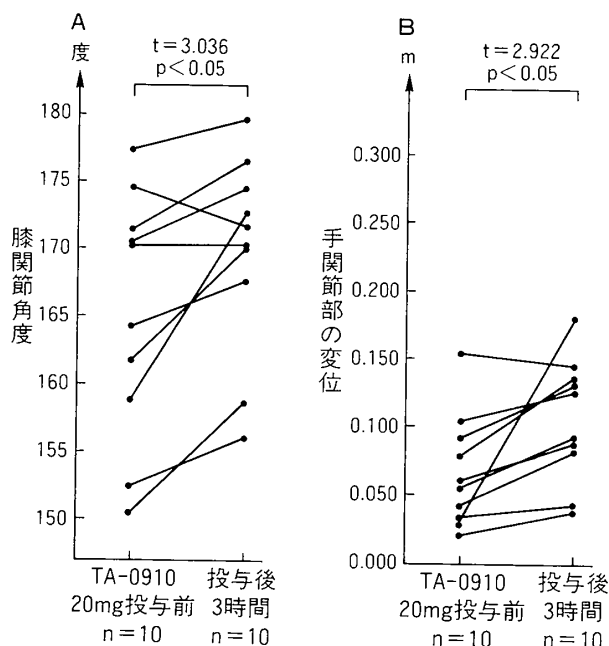 A
度
t=3.036
p<0.05
180
175
170
165
160
155
150
膝関節角度
TA-0910
20mg投与前
n=10
投与後
3時間
n=10
B
m
t=2.922
p<0.05
0.300
0.250
0.200
0.150
0.100
0.050
0.000
手関節部の変位
TA-0910
20mg投与前
n=10
投与後
3時間
n=10